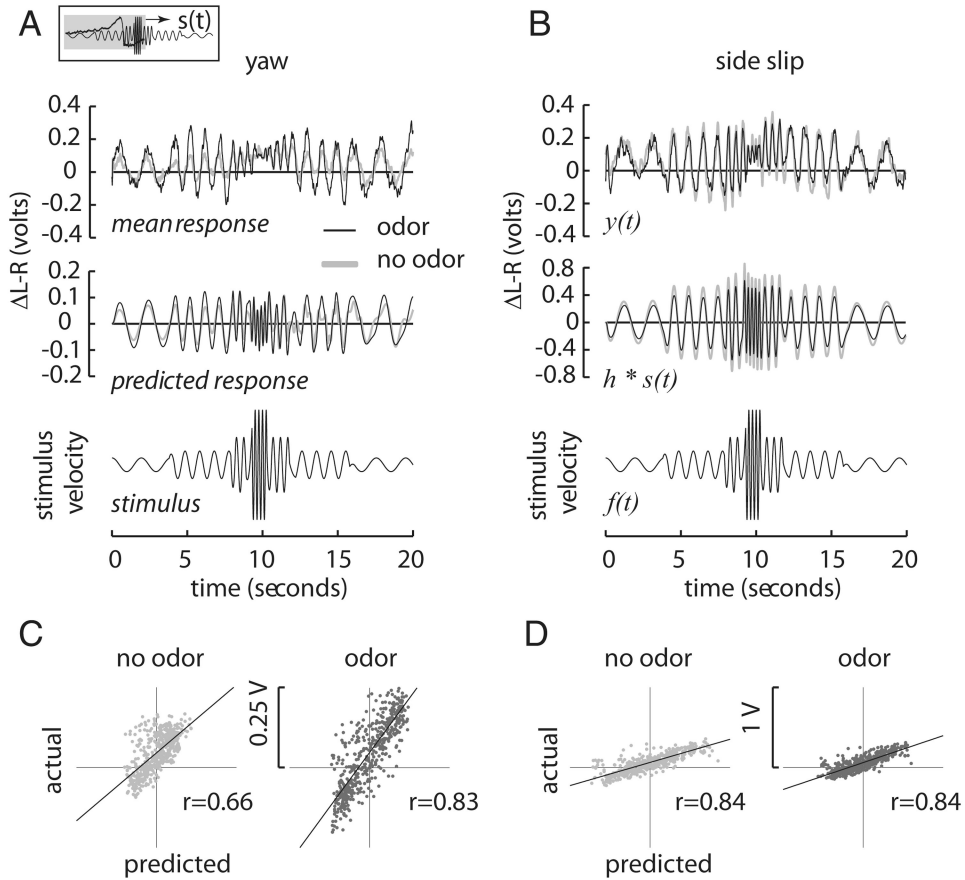 A
s(t)
yaw
0.4
0.2
0
-0.2
-0.4
ΔL-R (volts)
mean response
odor
no odor
0.2
0.1
0
-0.1
-0.2
ΔL-R (volts)
predicted response
stimulus
velocity
stimulus
0 5 10 15 20
time (seconds)
B
side slip
0.4
0.2
0
-0.2
-0.4
ΔL-R (volts)
y(t)
0.8
0.4
0
-0.4
-0.8
ΔL-R (volts)
h * s(t)
stimulus
velocity
f(t)
0 5 10 15 20
time (seconds)
C
no odor
odor
actual
0.25 V
r=0.66
r=0.83
predicted
D
no odor
odor
actual
1 V
r=0.84
r=0.84
predicted